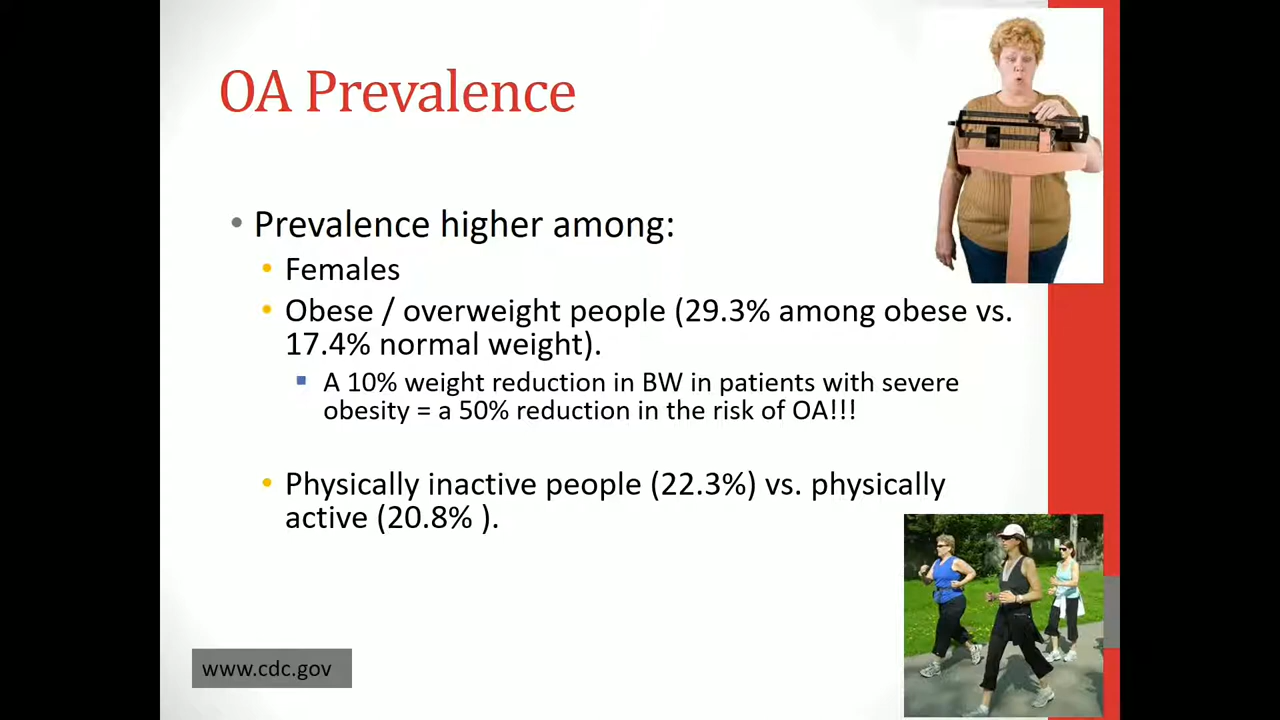 OA Prevalence
• Prevalence higher among:
• Females
• Obese / overweight people (29.3% among obese vs.
17.4% normal weight).
▪ A 10% weight reduction in BW in patients with severe
obesity = a 50% reduction in the risk of OA!!!
• Physically inactive people (22.3%) vs. physically
active (20.8% ).
www.cdc.gov